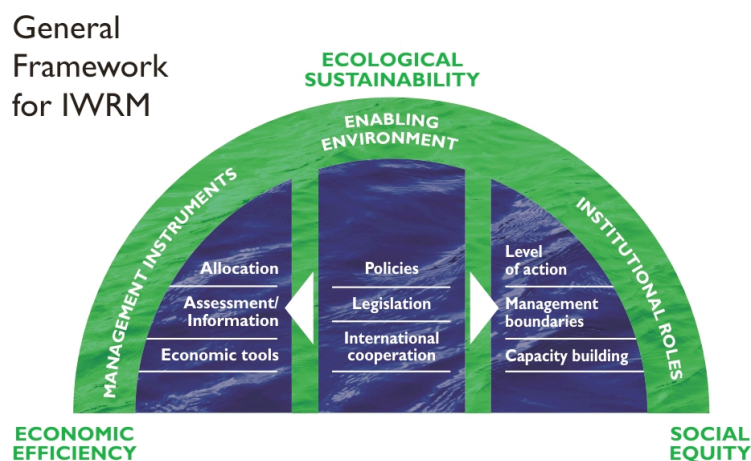 General
Framework
for IWRM
ECOLOGICAL
SUSTAINABILITY
ENABLING
ENVIRONMENT
MANAGEMENT INSTRUMENTS
INSTITUTIONAL ROLES
Allocation
Assessment/
Information
Economic tools
Policies
Legislation
International
cooperation
Level
of action
Management
boundaries
Capacity building
ECONOMIC
EFFICIENCY
SOCIAL
EQUITY